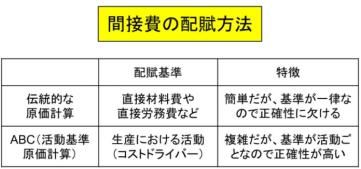 間接費の配賦方法
配賦基準
特徴
伝統的な
原価計算
直接材料費や
直接労務費など
簡単だが、基準が一律な
ので正確性に欠ける
ABC(活動基準
原価計算)
生産における活動
(コストドライバー)
複雑だが、基準が活動ご
となので正確性が高い